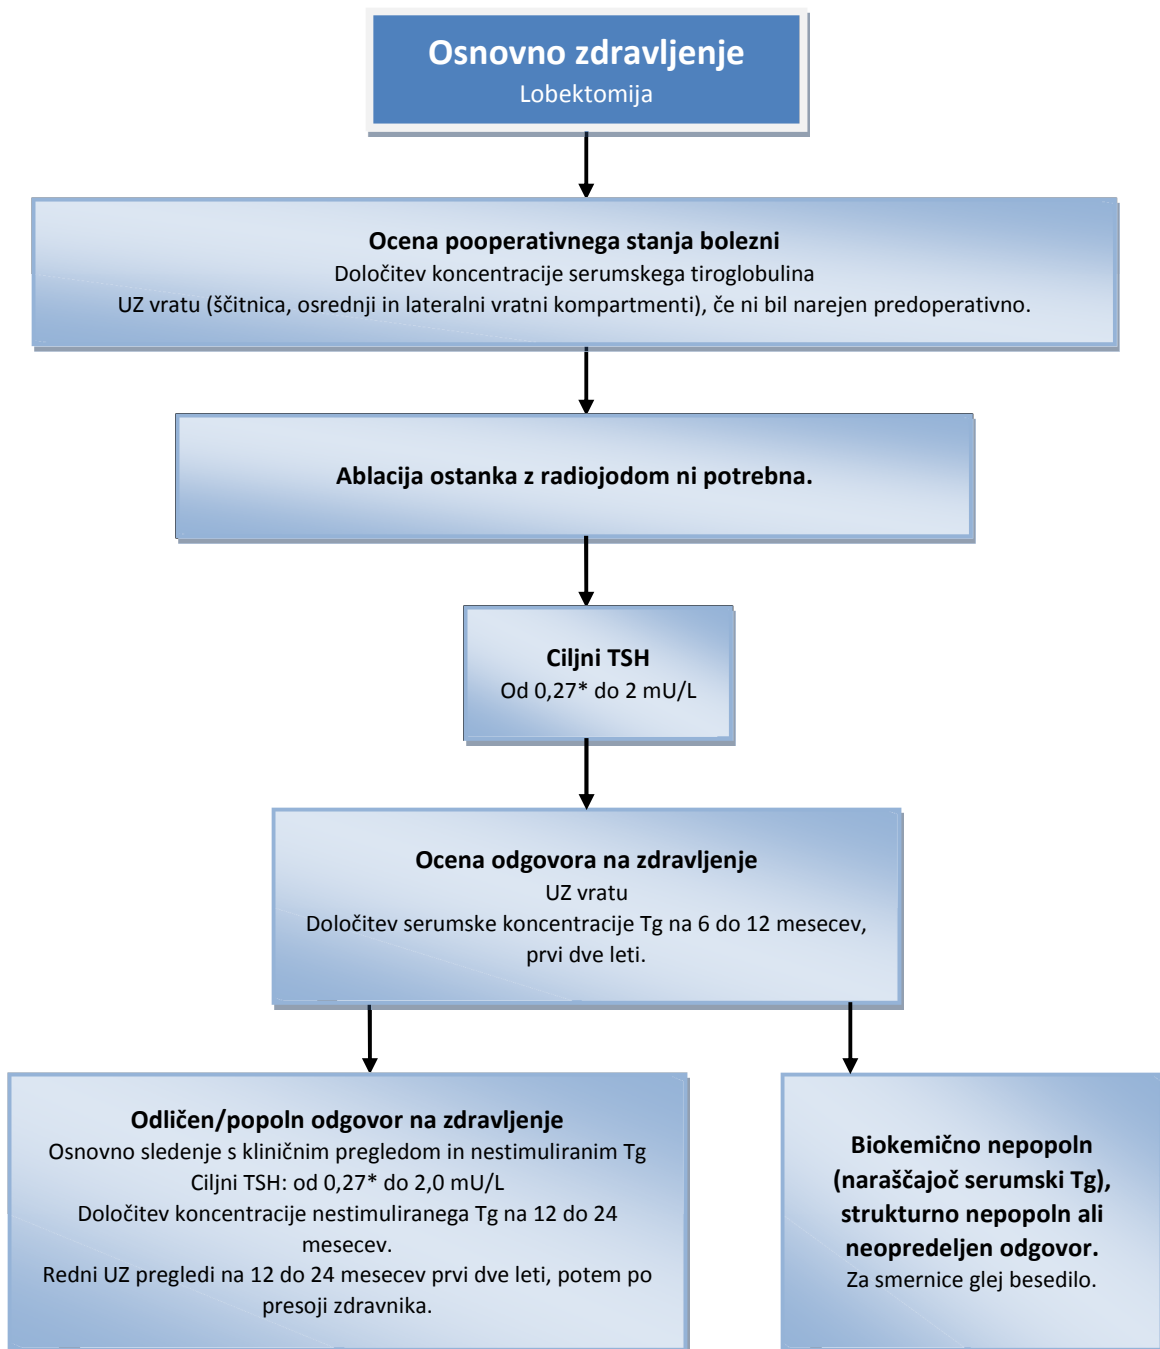 Osnovno zdravljenje
Lobektomija
Ocena pooperativnega stanja bolezni
Določitev koncentracije serumskega tiroglobulina
UZ vratu (ščitnica, osrednji in lateralni vratni kompartmenti), če ni bil narejen predoperativno.
Ablacija ostanka z radiojodom ni potrebna.
Ciljni TSH
Od 0,27* do 2 mU/L
Ocena odgovora na zdravljenje
UZ vratu
Določitev serumske koncentracije Tg na 6 do 12 mesecev,
prvi dve leti.
Odličen/popoln odgovor na zdravljenje
Osnovno sledenje s kliničnim pregledom in nestimuliranim Tg
Ciljni TSH: od 0,27* do 2,0 mU/L
Določitev koncentracije nestimuliranega Tg na 12 do 24
mesecev.
Redni UZ pregledi na 12 do 24 mesecev prvi dve leti, potem po
presoji zdravnika.
Biokemično nepopoln
(naraščajoč serumski Tg),
strukturno nepopoln ali
neopredeljen odgovor.
Za smernice glej besedilo.